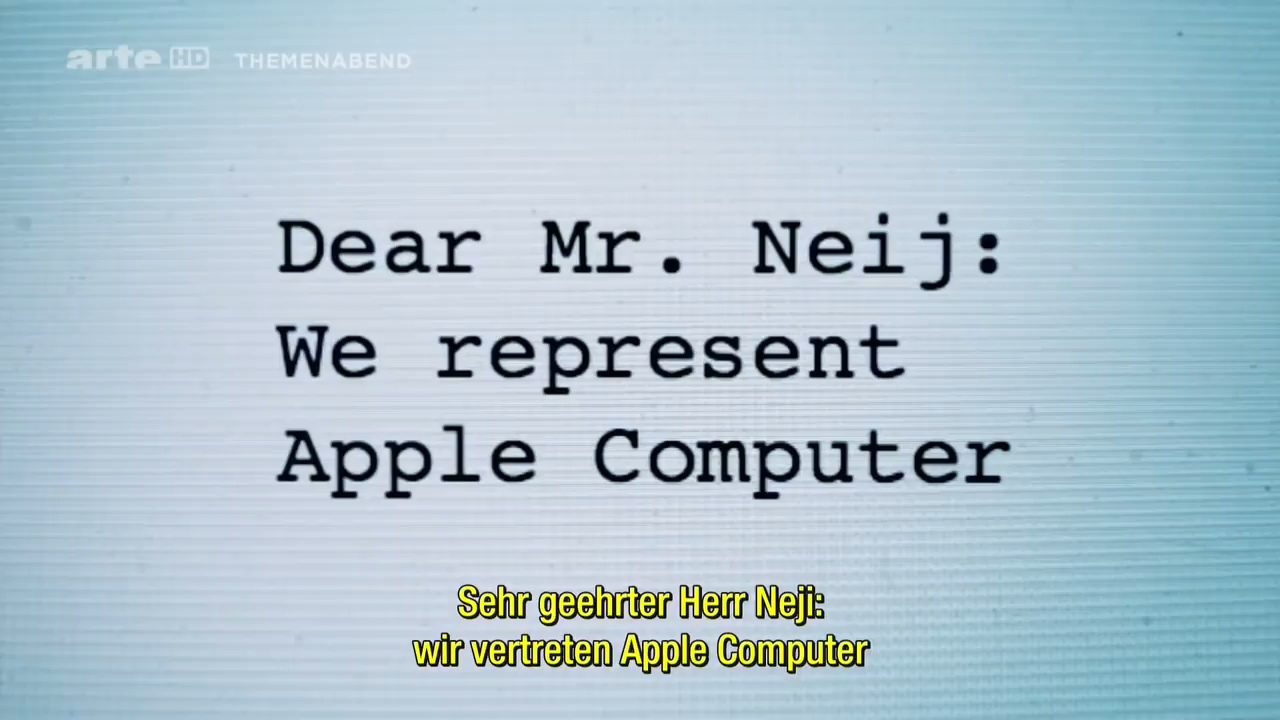 arte HD THEMENABEND
Dear Mr. Neij:
We represent
Apple Computer
Sehr geehrter Herr Neji:
wir vertreten Apple Computer